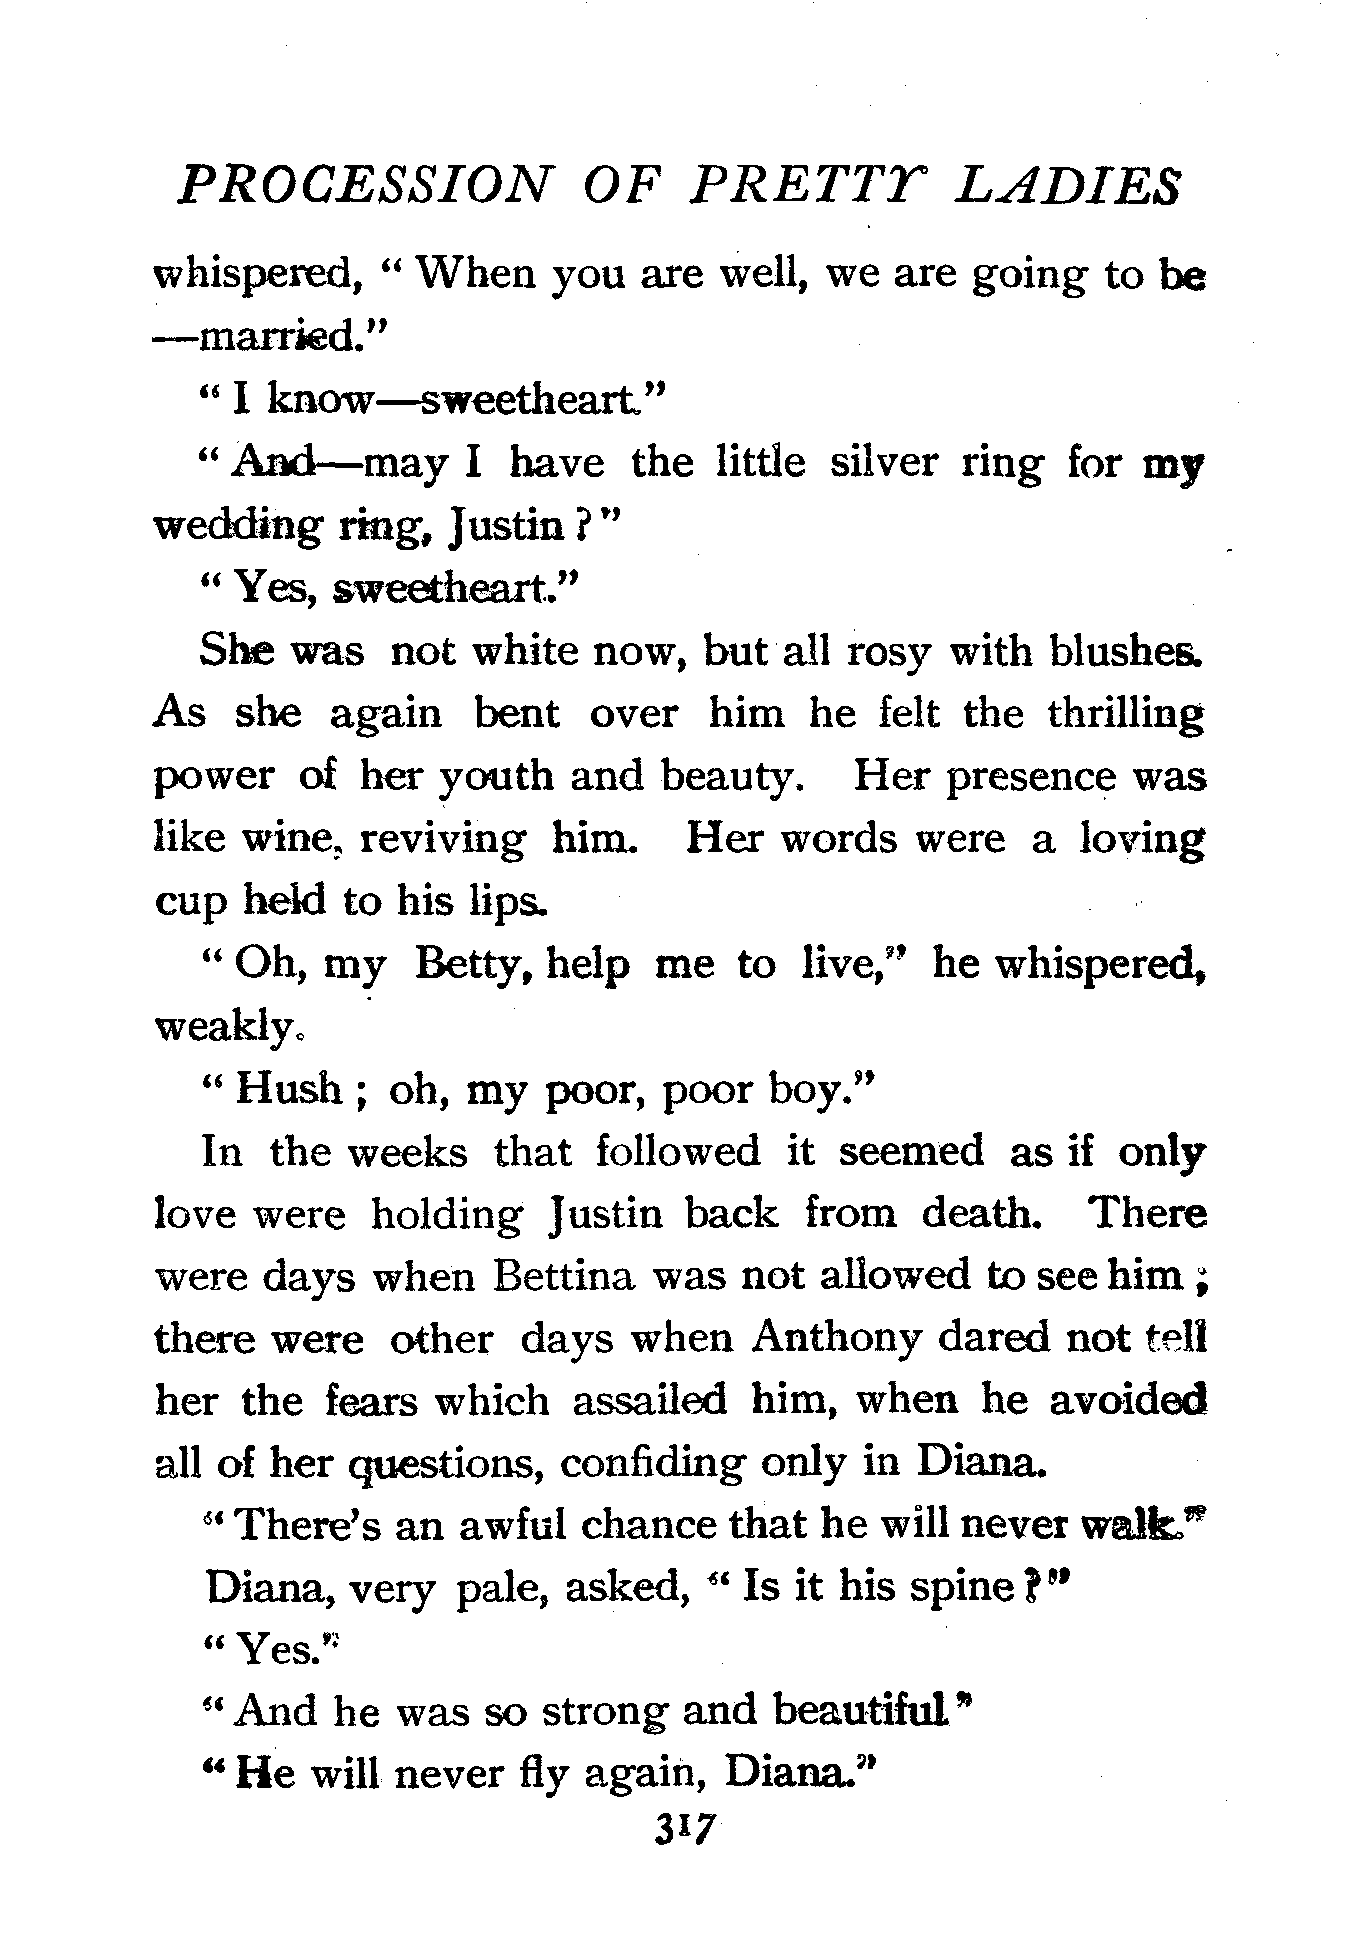 PROCESSION OF PRETTY LADIES
whispered, “ When you are well, we are going to be
—married.”
“ I know—sweetheart.”
“ And—may I have the little silver ring for my
wedding ring, Justin ? ”
“ Yes, sweetheart.”
She was not white now, but all rosy with blushes.
As she again bent over him he felt the thrilling
power of her youth and beauty. Her presence was
like wine, reviving him. Her words were a loving
cup held to his lips.
“ Oh, my Betty, help me to live,” he whispered,
weakly.
“ Hush ; oh, my poor, poor boy.”
In the weeks that followed it seemed as if only
love were holding Justin back from death. There
were days when Bettina was not allowed to see him ;
there were other days when Anthony dared not tell
her the fears which assailed him, when he avoided
all of her questions, confiding only in Diana.
“ There’s an awful chance that he will never walk.”
Diana, very pale, asked, “ Is it his spine ? ”
“ Yes.”
“ And he was so strong and beautiful.”
“ He will never fly again, Diana.”
317